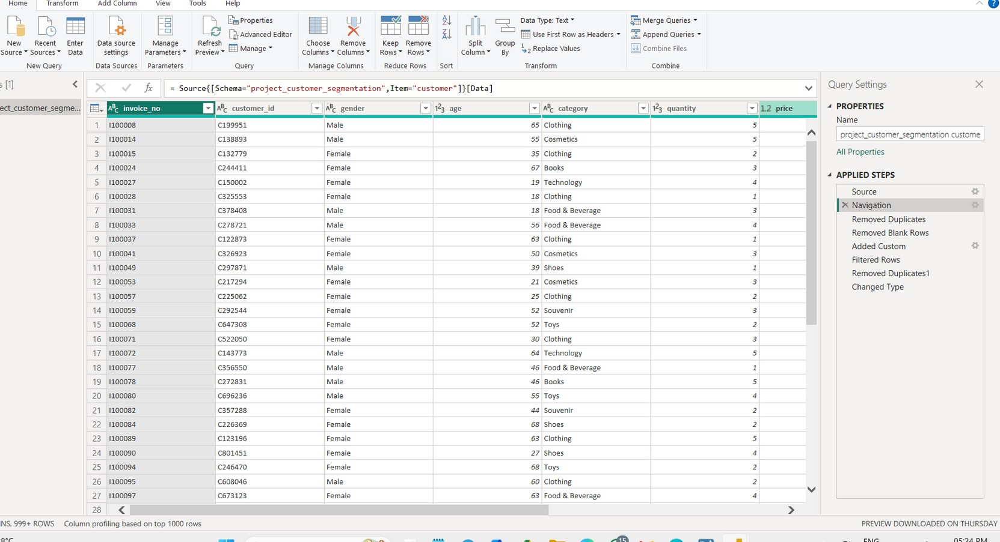 Home Transform Add Column View Tools Help
New Source
Recent Sources
Enter Data
New Query
Data source settings
Data Sources
Manage Parameters
Parameters
Refresh Preview
Properties
Advanced Editor
Manage
Query
Choose Columns
Remove Columns
Manage Columns
Keep Rows
Remove Rows
Reduce Rows
Sort
Split Column
Group By
Data Type: Text
Use First Row as Headers
Replace Values
Transform
Merge Queries
Append Queries
Combine Files
Combine
s [1]
ect_customer_segme...
fx = Source{[Schema="project_customer_segmentation",Item="customer"]}[Data]
invoice_no customer_id gender age category quantity price
1 I100008 C199951 Male 65 Clothing 5
2 I100014 C138893 Male 55 Cosmetics 5
3 I100015 C132779 Female 35 Clothing 2
4 I100024 C244411 Female 67 Books 3
5 I100027 C150002 Female 19 Technology 4
6 I100028 C325553 Female 18 Clothing 1
7 I100031 C378408 Male 18 Food & Beverage 3
8 I100033 C278721 Male 56 Food & Beverage 4
9 I100037 C122873 Female 63 Clothing 1
10 I100041 C326923 Female 50 Cosmetics 3
11 I100049 C297871 Male 39 Shoes 1
12 I100053 C217294 Female 21 Cosmetics 3
13 I100057 C225062 Female 25 Clothing 2
14 I100059 C292544 Female 52 Souvenir 3
15 I100068 C647308 Female 52 Toys 2
16 I100071 C522050 Female 30 Clothing 3
17 I100072 C143773 Male 64 Technology 5
18 I100077 C356550 Male 46 Food & Beverage 1
19 I100078 C272831 Male 46 Books 5
20 I100080 C696236 Male 55 Toys 4
21 I100082 C357288 Female 44 Souvenir 2
22 I100084 C226369 Female 68 Shoes 2
23 I100089 C123196 Female 63 Clothing 5
24 I100090 C801451 Female 27 Shoes 4
25 I100094 C246470 Female 68 Toys 2
26 I100095 C608046 Male 60 Clothing 2
27 I100097 C673123 Female 63 Food & Beverage 4
28
Query Settings
PROPERTIES
Name
project_customer_segmentation custome
All Properties
APPLIED STEPS
Source
Navigation
Removed Duplicates
Removed Blank Rows
Added Custom
Filtered Rows
Removed Duplicates1
Changed Type
NS, 999+ ROWS Column profiling based on top 1000 rows
PREVIEW DOWNLOADED ON THURSDAY
8°C 15 ENG 05:24 PM